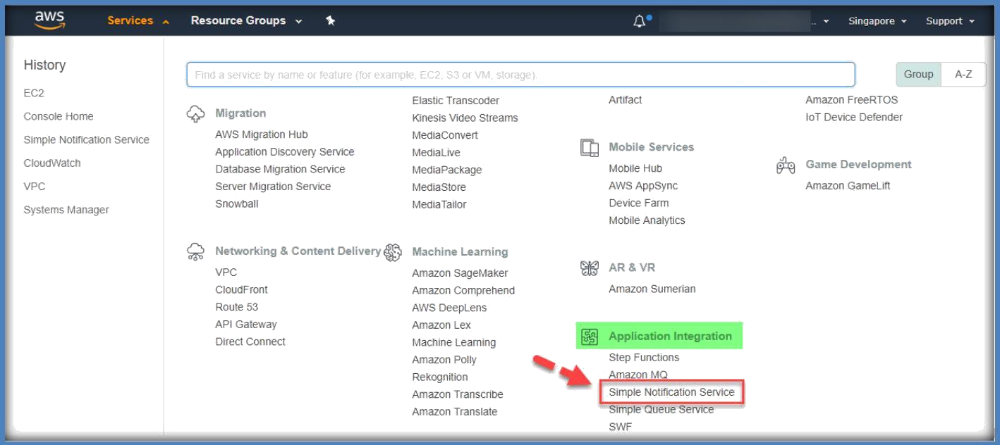 aws
Services
Resource Groups
..
Singapore
Support
History
EC2
Console Home
Simple Notification Service
CloudWatch
VPC
Systems Manager
Find a service by name or feature (for example, EC2, S3 or VM, storage).
Group
A-Z
Migration
AWS Migration Hub
Application Discovery Service
Database Migration Service
Server Migration Service
Snowball
Networking & Content Delivery
VPC
CloudFront
Route 53
API Gateway
Direct Connect
Elastic Transcoder
Kinesis Video Streams
MediaConvert
MediaLive
MediaPackage
MediaStore
MediaTailor
Machine Learning
Amazon SageMaker
Amazon Comprehend
AWS DeepLens
Amazon Lex
Machine Learning
Amazon Polly
Rekognition
Amazon Transcribe
Amazon Translate
Artifact
Mobile Services
Mobile Hub
AWS AppSync
Device Farm
Mobile Analytics
AR & VR
Amazon Sumerian
Application Integration
Step Functions
Amazon MQ
Simple Notification Service
Simple Queue Service
SWF
Amazon FreeRTOS
IoT Device Defender
Game Development
Amazon GameLift